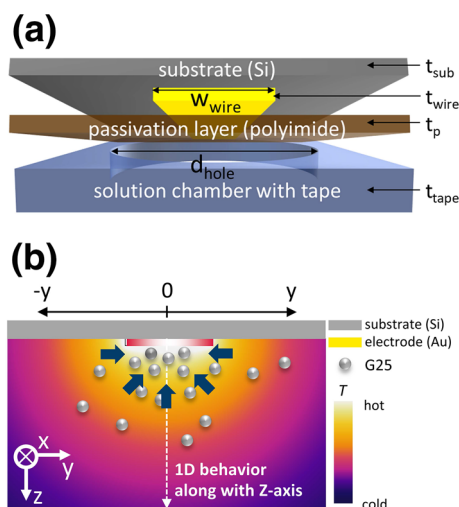 (a)
substrate (Si)
t_sub
w_wire
t_wire
passivation layer (polyimide)
t_p
d_hole
solution chamber with tape
t_tape
(b)
-y 0 y
substrate (Si)
electrode (Au)
G25
T
hot
x
y
z
1D behavior
along with Z-axis
cold